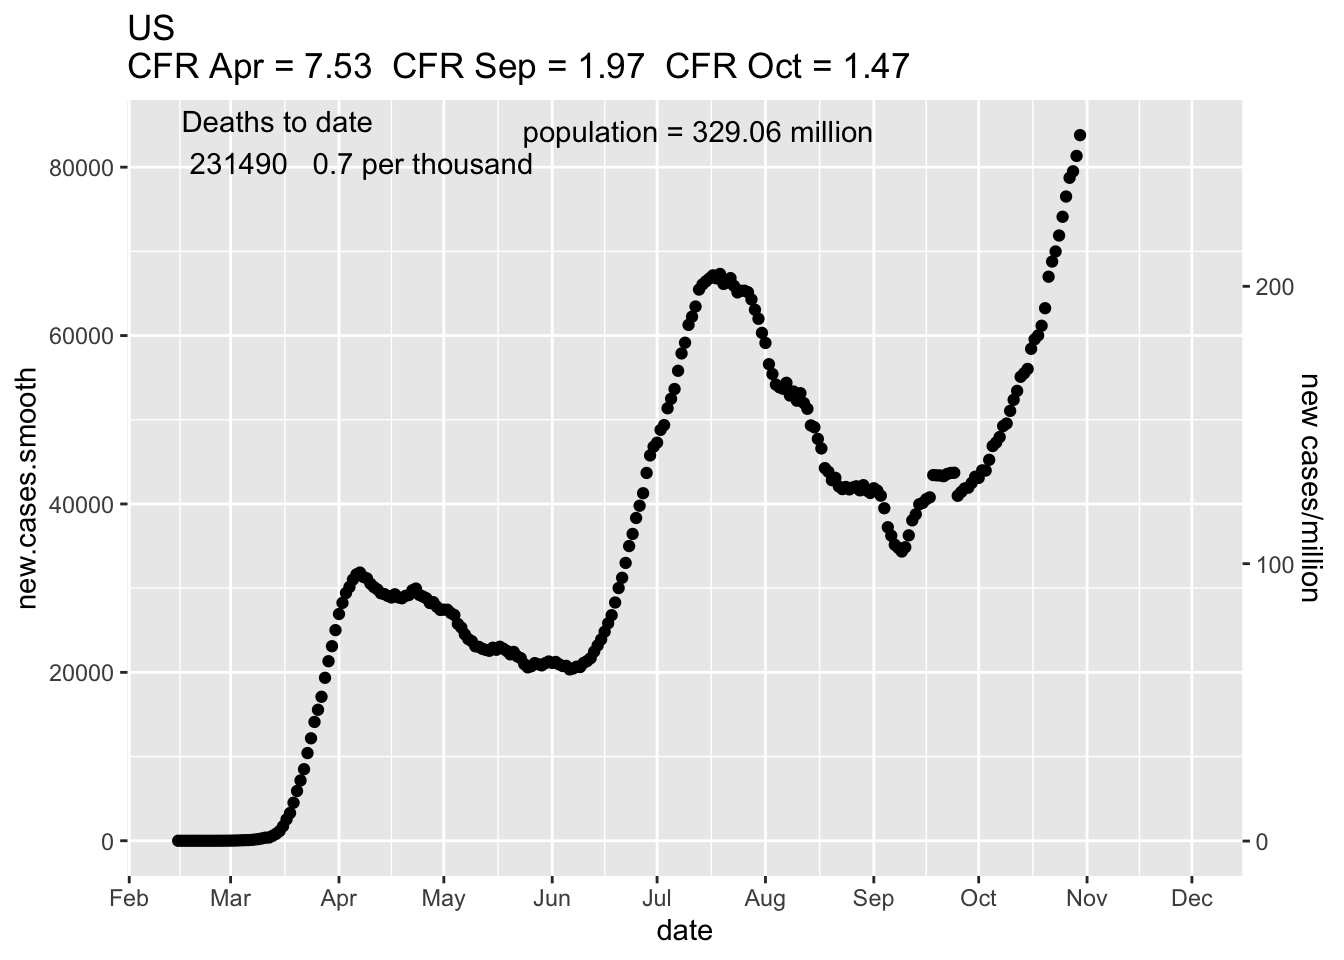 US
CFR Apr = 7.53  CFR Sep = 1.97  CFR Oct = 1.47
Deaths to date
population = 329.06 million
231490   0.7 per thousand
80000
60000
40000
20000
0
new.cases.smooth
200
100
0
new cases/million
Feb Mar Apr May Jun Jul Aug Sep Oct Nov Dec
date